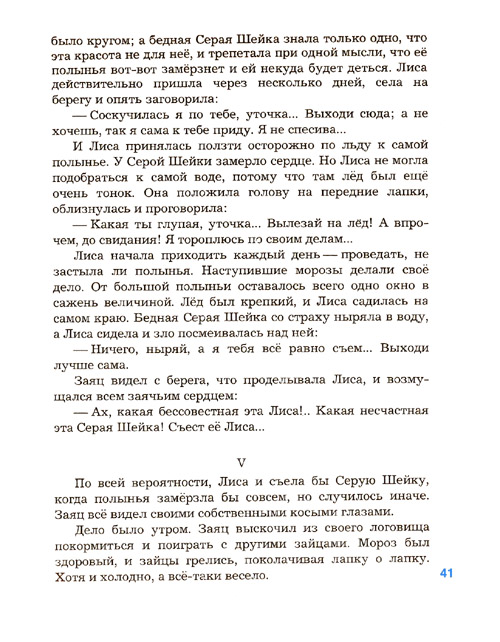 было кругом; а бедная Серая Шейка знала только одно, что
эта красота не для неё, и трепетала при одной мысли, что её
полынья вот-вот замёрзнет и ей некуда будет деться. Лиса
действительно пришла через несколько дней, села на
берегу и опять заговорила:
— Соскучилась я по тебе, уточка... Выходи сюда; а не
хочешь, так я сама к тебе приду. Я не спесива...
И Лиса принялась ползти осторожно по льду к самой
полынье. У Серой Шейки замерло сердце. Но Лиса не могла
подобраться к самой воде, потому что там лёд был ещё
очень тонок. Она положила голову на передние лапки,
облизнулась и проговорила:
— Какая ты глупая, уточка... Вылезай на лёд! А впро-
чем, до свидания! Я тороплюсь по своим делам...
Лиса начала приходить каждый день — проведать, не
застыла ли полынья. Наступившие морозы делали своё
дело. От большой полыньи оставалось всего одно окно в
сажень величиной. Лёд был крепкий, и Лиса садилась на
самом краю. Бедная Серая Шейка со страху ныряла в воду,
а Лиса сидела и зло посмеивалась над ней:
— Ничего, ныряй, а я тебя всё равно съем... Выходи
лучше сама.
Заяц видел с берега, что проделывала Лиса, и возму-
щался всем заячьим сердцем:
— Ах, какая бессовестная эта Лиса!.. Какая несчастная
эта Серая Шейка! Съест её Лиса...
V
По всей вероятности, Лиса и съела бы Серую Шейку,
когда полынья замёрзла бы совсем, но случилось иначе.
Заяц всё видел своими собственными косыми глазами.
Дело было утром. Заяц выскочил из своего логовища
покормиться и поиграть с другими зайцами. Мороз был
здоровый, и зайцы грелись, поколачивая лапку о лапку.
Хотя и холодно, а всё-таки весело.
41